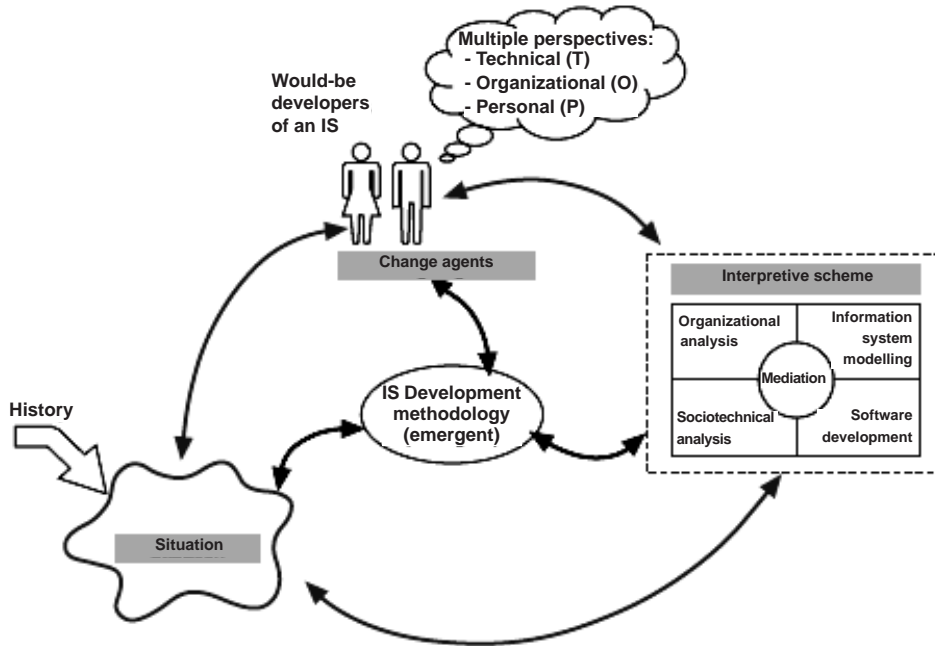 Multiple perspectives:
- Technical (T)
- Organizational (O)
- Personal (P)
Would-be
developers
of an IS
Change agents
Interpretive scheme
Organizational
analysis
Information
system
modelling
Mediation
Sociotechnical
analysis
Software
development
IS Development
methodology
(emergent)
History
Situation